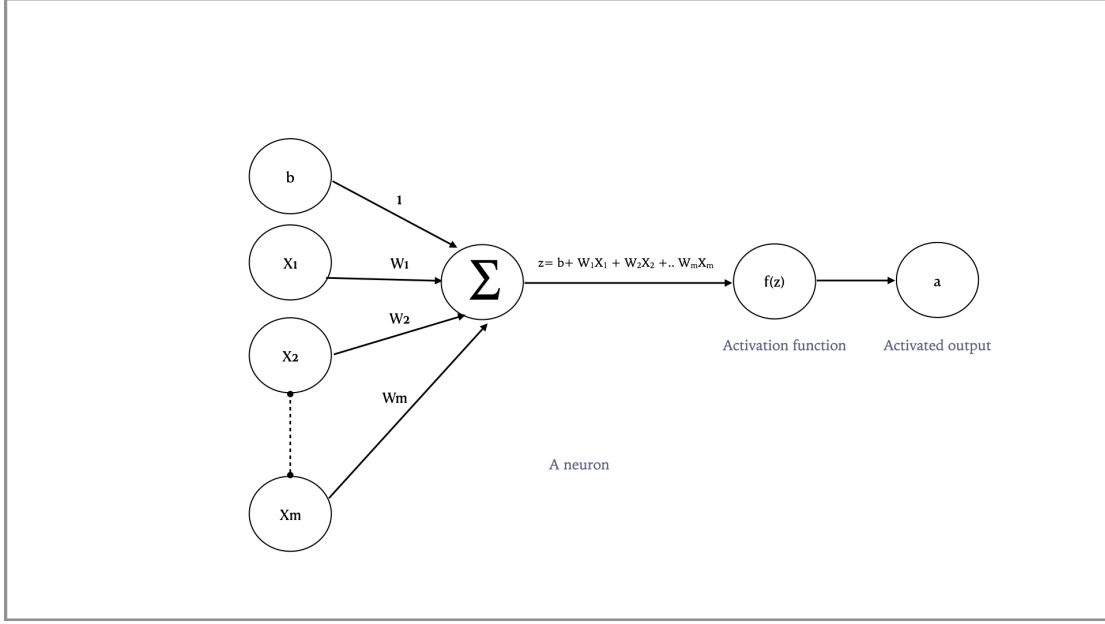 b
1
X1
W1
Σ
z= b+ W₁X₁ + W₂X₂ +.. WₘXₘ
f(z)
a
W2
X2
Activation function
Activated output
Wm
A neuron
Xm